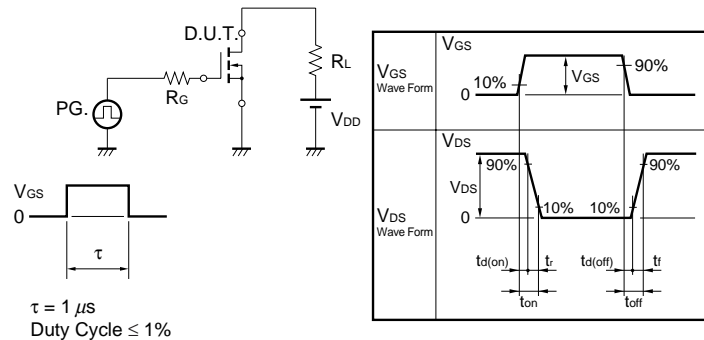 D.U.T.
RL
RG
PG.
VDD
VGS
0
τ
τ = 1 μs
Duty Cycle ≤ 1%
VGS
Wave Form
VGS
10%
0
VGS
90%
VDS
Wave Form
VDS
90%
VDS
0
10%
10%
90%
td(on)
tr
td(off)
tf
ton
toff